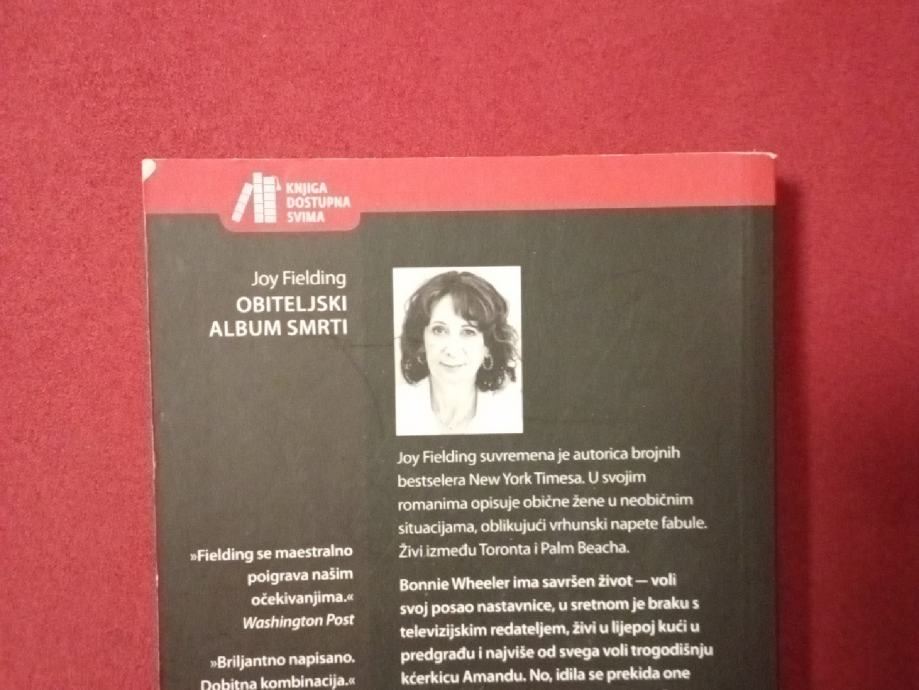 KNJIGA
DOSTUPNA
SVIMA
Joy Fielding
OBITELJSKI
ALBUM SMRTI
»Fielding se maestralno
poigrava našim
očekivanjima.«
Washington Post
»Briljantno napisano.
Dobitna kombinacija.«
Joy Fielding suvremena je autorica brojnih
bestselera New York Timesa. U svojim
romanima opisuje obične žene u neobičnim
situacijama, oblikujući vrhunski napete fabule.
Živi između Toronta i Palm Beacha.
Bonnie Wheeler ima savršen život — voli
svoj posao nastavnice, u sretnom je braku s
televizijskim redateljem, živi u lijepoj kući u
predgrađu i najviše od svega voli trogodišnju
kćerkicu Amandu. No, idila se prekida one